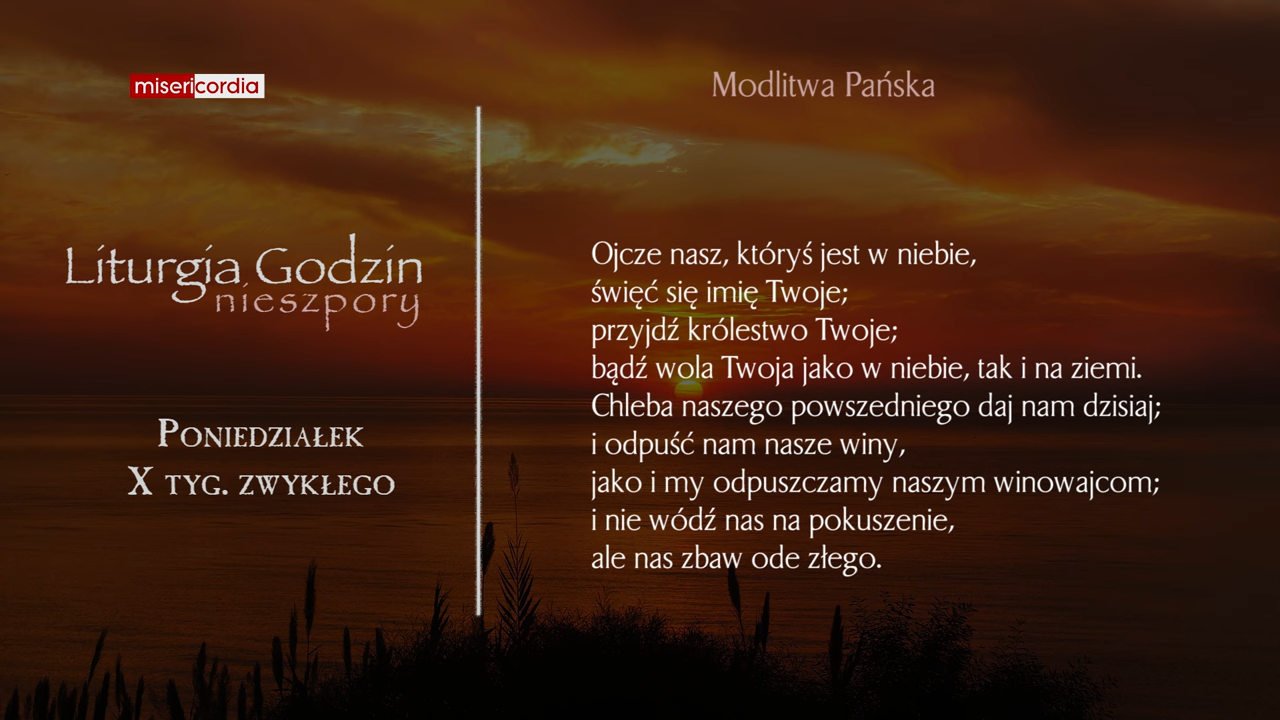 misericordia
Liturgia Godzin
nieszpory
Poniedziałek
X tyg. zwykłego
Modlitwa Pańska
Ojcze nasz, któryś jest w niebie,
święć się imię Twoje;
przyjdź królestwo Twoje;
bądź wola Twoja jako w niebie, tak i na ziemi.
Chleba naszego powszedniego daj nam dzisiaj;
i odpuść nam nasze winy,
jako i my odpuszczamy naszym winowajcom;
i nie wódź nas na pokuszenie,
ale nas zbaw ode złego.